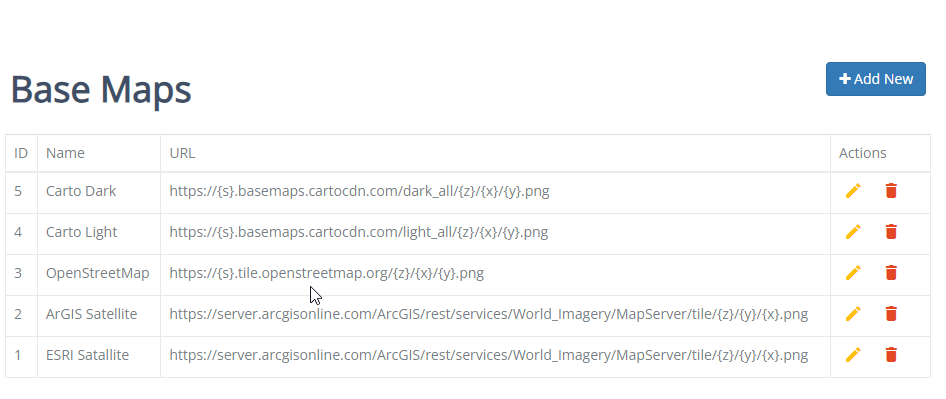 Base Maps
+ Add New
ID Name URL Actions
5 Carto Dark https://{s}.basemaps.cartocdn.com/dark_all/{z}/{x}/{y}.png
4 Carto Light https://{s}.basemaps.cartocdn.com/light_all/{z}/{x}/{y}.png
3 OpenStreetMap https://{s}.tile.openstreetmap.org/{z}/{x}/{y}.png
2 ArGIS Satellite https://server.arcgisonline.com/ArcGIS/rest/services/World_Imagery/MapServer/tile/{z}/{y}/{x}.png
1 ESRI Satallite https://server.arcgisonline.com/ArcGIS/rest/services/World_Imagery/MapServer/tile/{z}/{y}/{x}.png